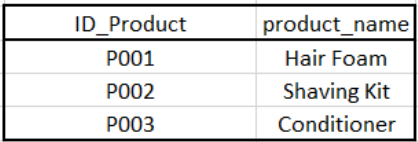 ID_Product product_name
P001 Hair Foam
P002 Shaving Kit
P003 Conditioner